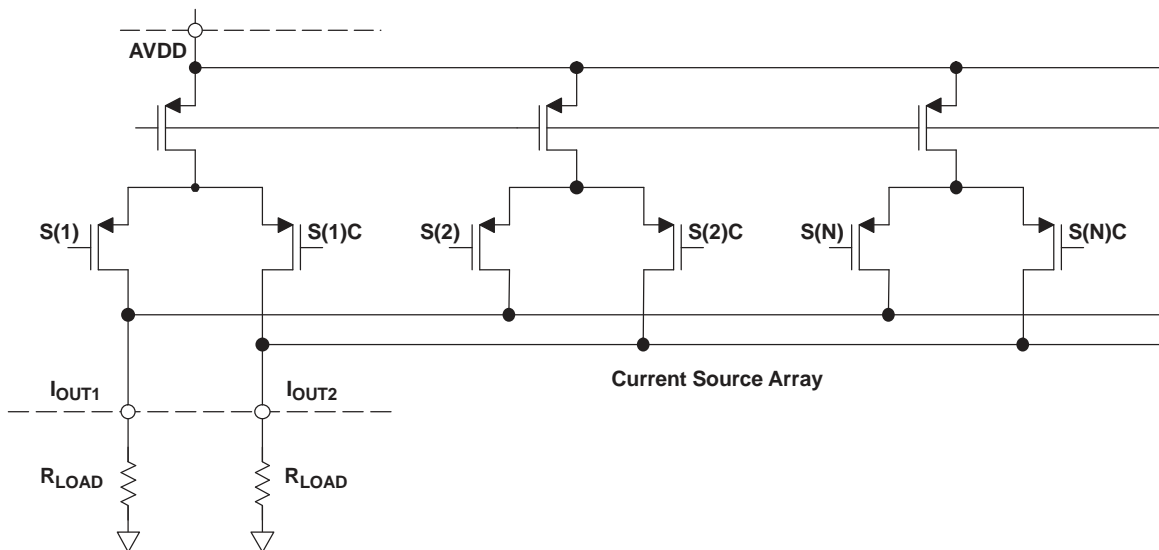 AVDD
S(1)
S(1)C
S(2)
S(2)C
S(N)
S(N)C
Current Source Array
IOUT1
IOUT2
RLOAD
RLOAD